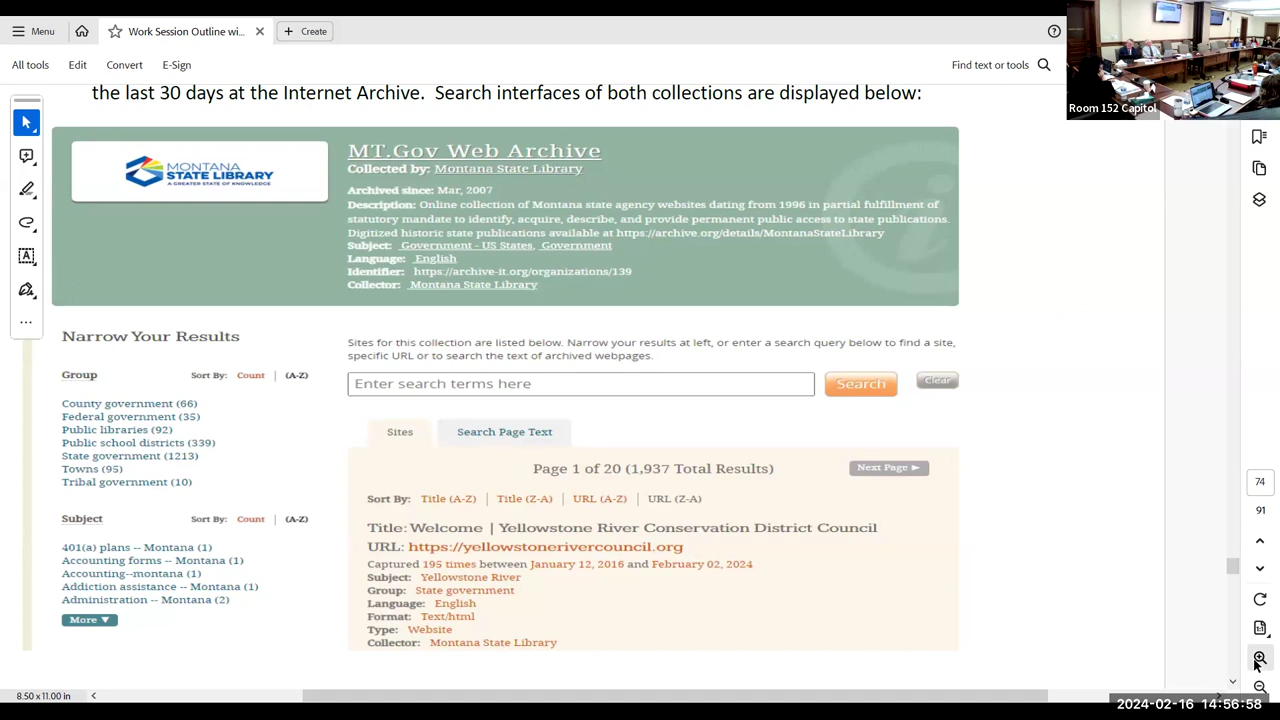 Menu
Work Session Outline wi...
Create
Room 152 Capitol
All tools
Edit
Convert
E-Sign
Find text or tools
the last 30 days at the Internet Archive.  Search interfaces of both collections are displayed below:
MONTANA
STATE LIBRARY
A GREATER STATE OF KNOWLEDGE
MT.Gov Web Archive
Collected by: Montana State Library
Archived since: Mar, 2007
Description: Online collection of Montana state agency websites dating from 1996 in partial fulfillment of
statutory mandate to identify, acquire, describe, and provide permanent public access to state publications.
Digitized historic state publications available at https://archive.org/details/MontanaStateLibrary
Subject: Government - US States, Government
Language: English
Identifier: https://archive-it.org/organizations/139
Collector: Montana State Library
Narrow Your Results
Group Sort By: Count | (A-Z)
County government (66)
Federal government (35)
Public libraries (92)
Public school districts (339)
State government (1213)
Towns (95)
Tribal government (10)
Subject Sort By: Count | (A-Z)
401(a) plans -- Montana (1)
Accounting forms -- Montana (1)
Accounting--montana (1)
Addiction assistance -- Montana (1)
Administration -- Montana (2)
More ▼
Sites for this collection are listed below. Narrow your results at left, or enter a search query below to find a site,
specific URL or to search the text of archived webpages.
Enter search terms here
Search
Clear
Sites
Search Page Text
Page 1 of 20 (1,937 Total Results)
Next Page ►
Sort By: Title (A-Z) | Title (Z-A) | URL (A-Z) | URL (Z-A)
Title: Welcome | Yellowstone River Conservation District Council
URL: https://yellowstonerivercouncil.org
Captured 195 times between January 12, 2016 and February 02, 2024
Subject: Yellowstone River
Group: State government
Language: English
Format: Text/html
Type: Website
Collector: Montana State Library
74
91
8.50 x 11.00 in
2024-02-16 14:56:58